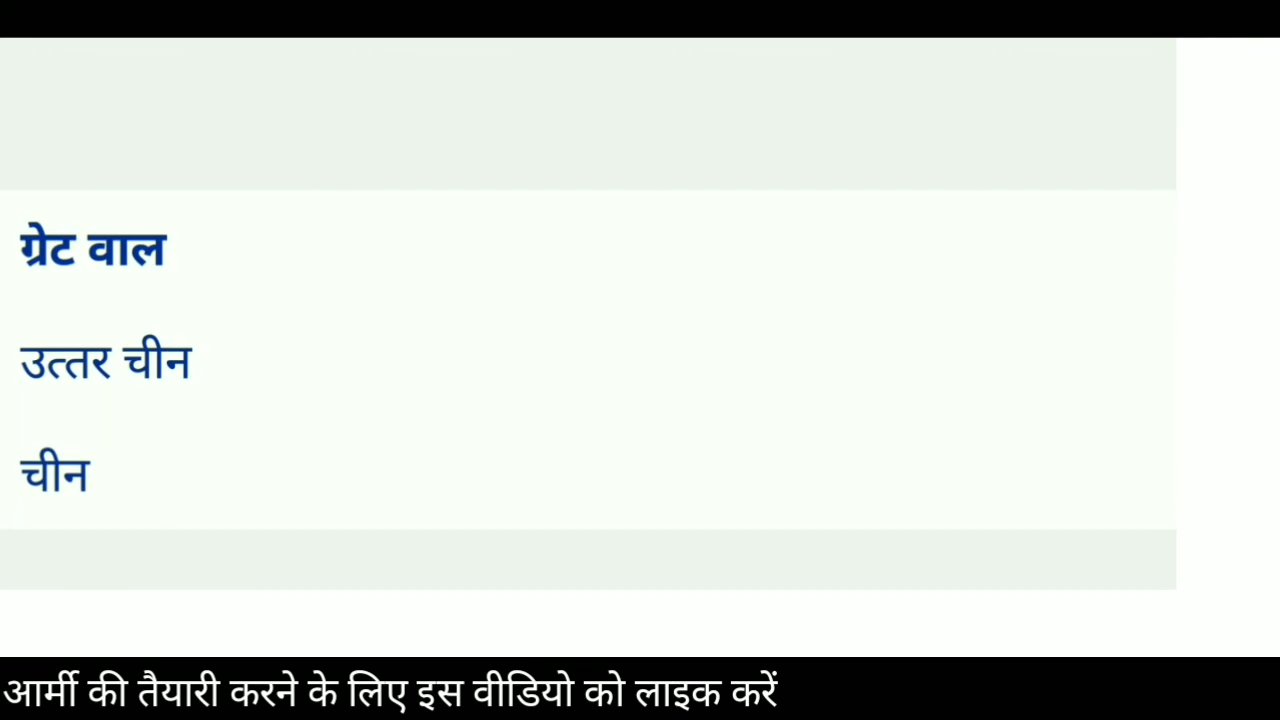 ग्रेट वाल
उत्तर चीन
चीन
आर्मी की तैयारी करने के लिए इस वीडियो को लाइक करें